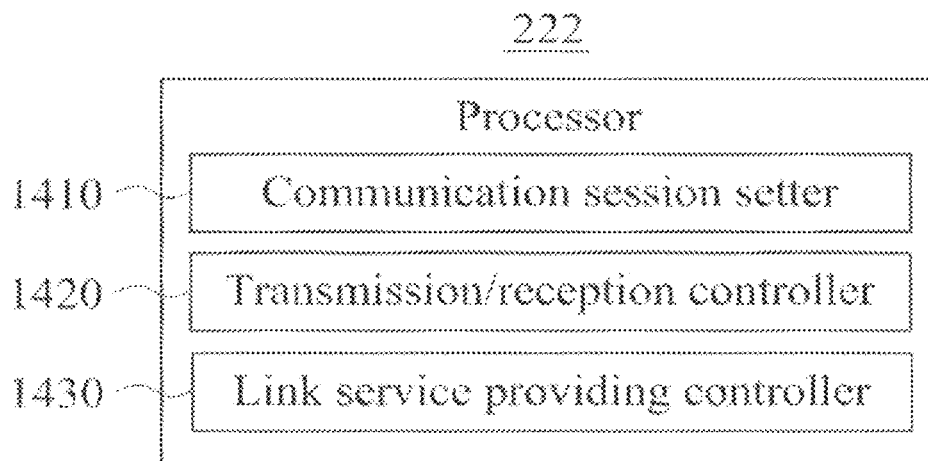 222
Processor
1410 Communication session setter
1420 Transmission/reception controller
1430 Link service providing controller